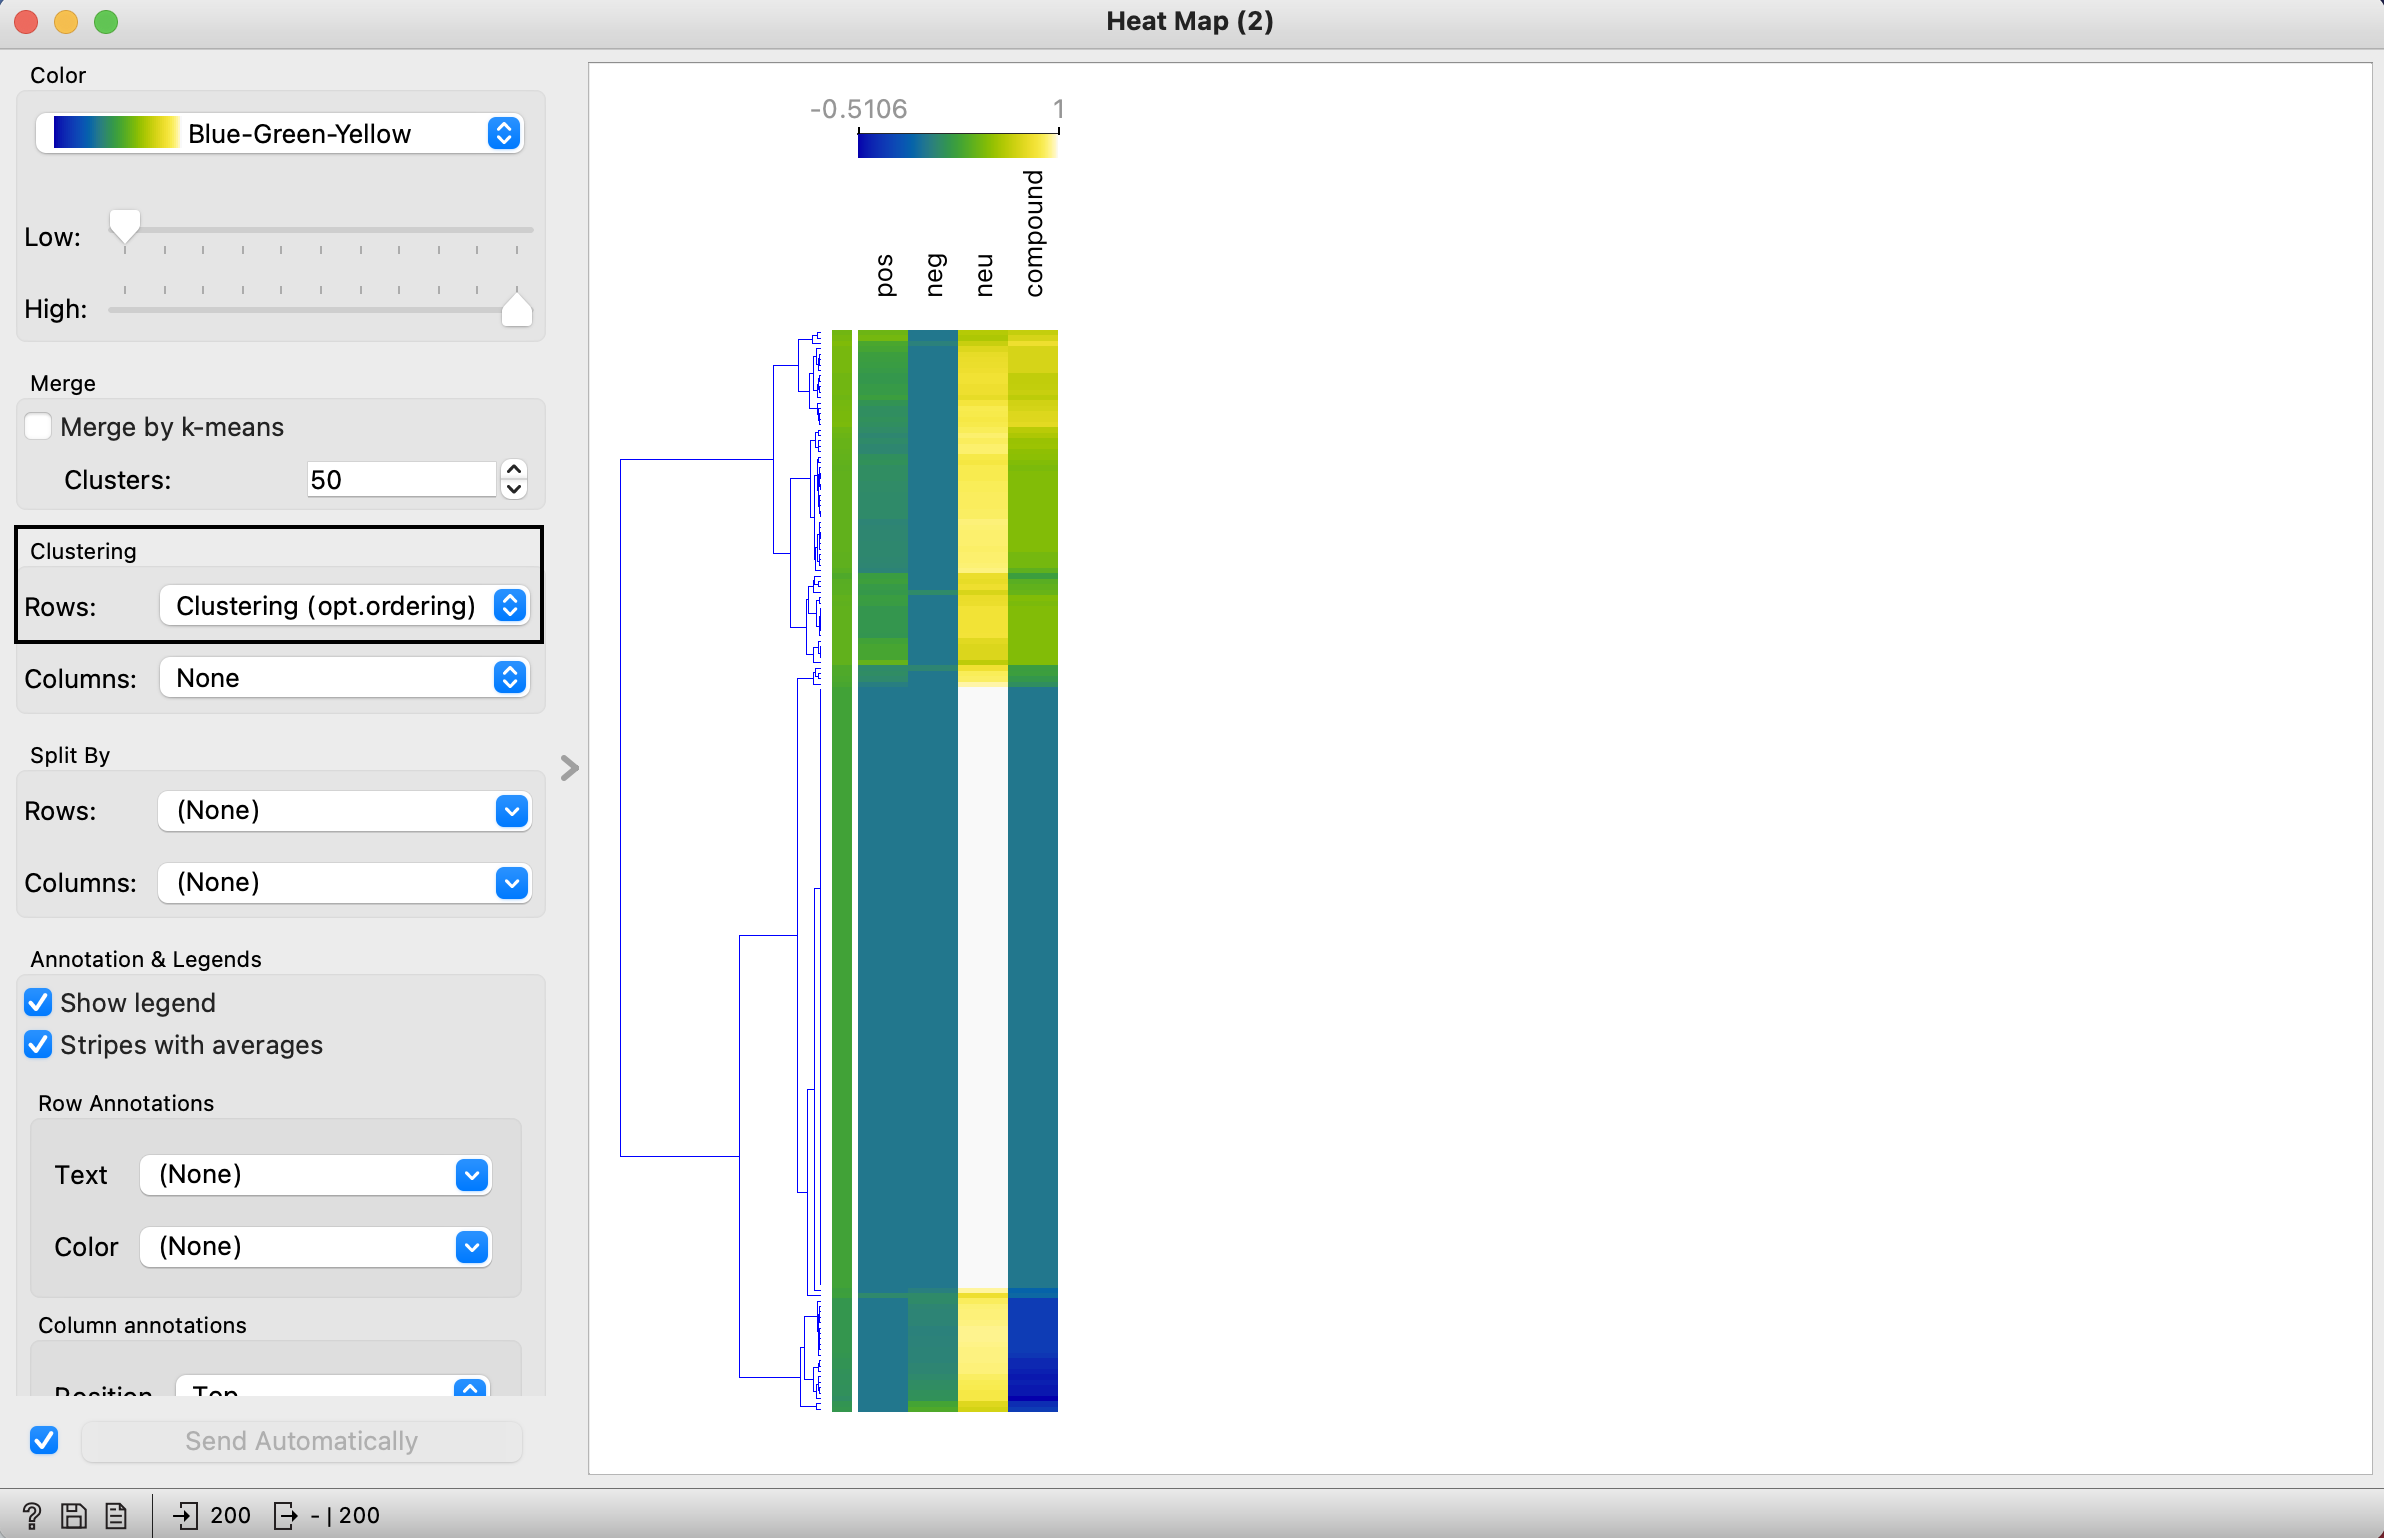 Heat Map (2)
Color
Blue-Green-Yellow
Low:
High:
Merge
Merge by k-means
Clusters: 50
Clustering
Rows: Clustering (opt.ordering)
Columns: None
Split By
Rows: (None)
Columns: (None)
Annotation & Legends
Show legend
Stripes with averages
Row Annotations
Text (None)
Color (None)
Column annotations
Position Top
Send Automatically
200 - | 200
-0.5106 1
pos
neg
neu
compound